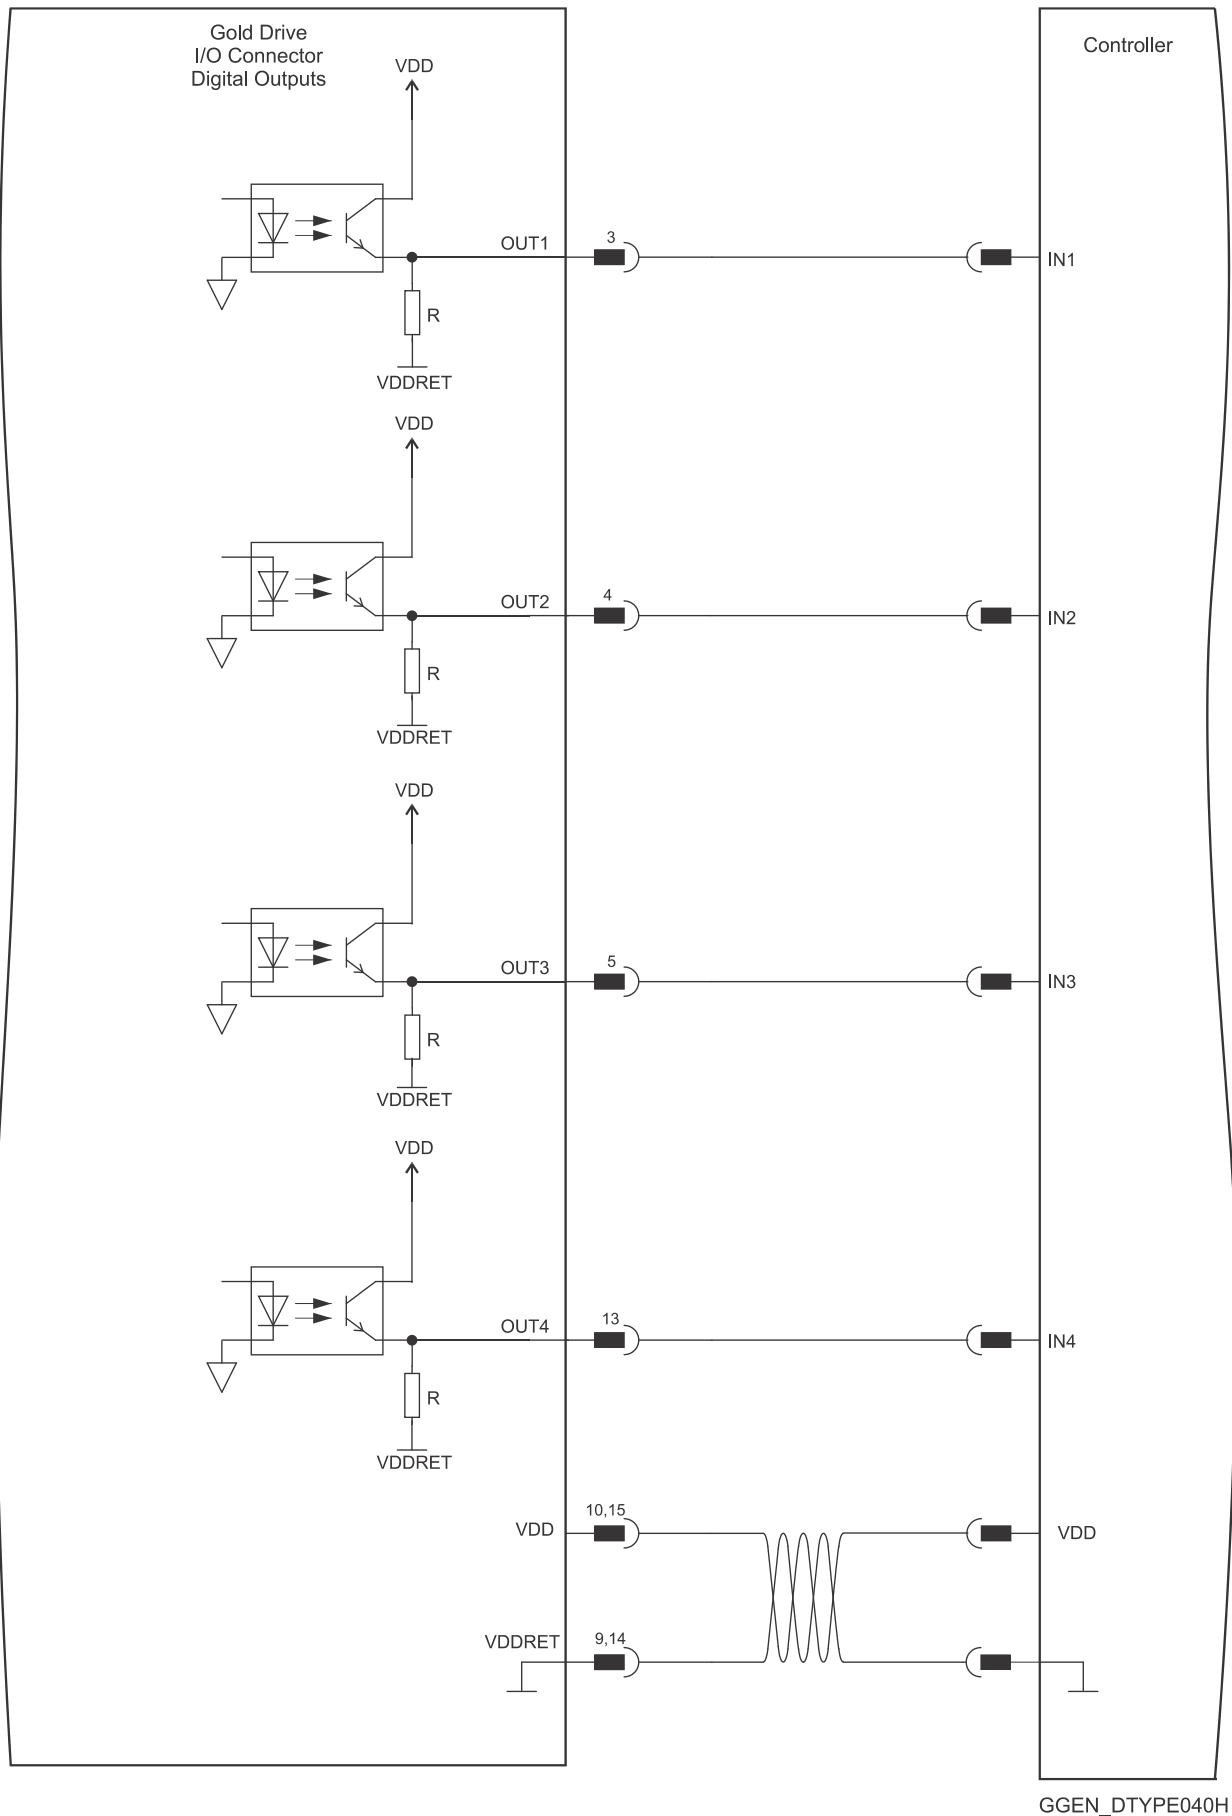 Gold Drive
I/O Connector
Digital Outputs
Controller
VDD
OUT1
3
IN1
R
VDDRET
VDD
OUT2
4
IN2
R
VDDRET
VDD
OUT3
5
IN3
R
VDDRET
VDD
OUT4
13
IN4
R
VDDRET
VDD
10,15
VDD
VDDRET
9,14
GGEN_DTYPE040H